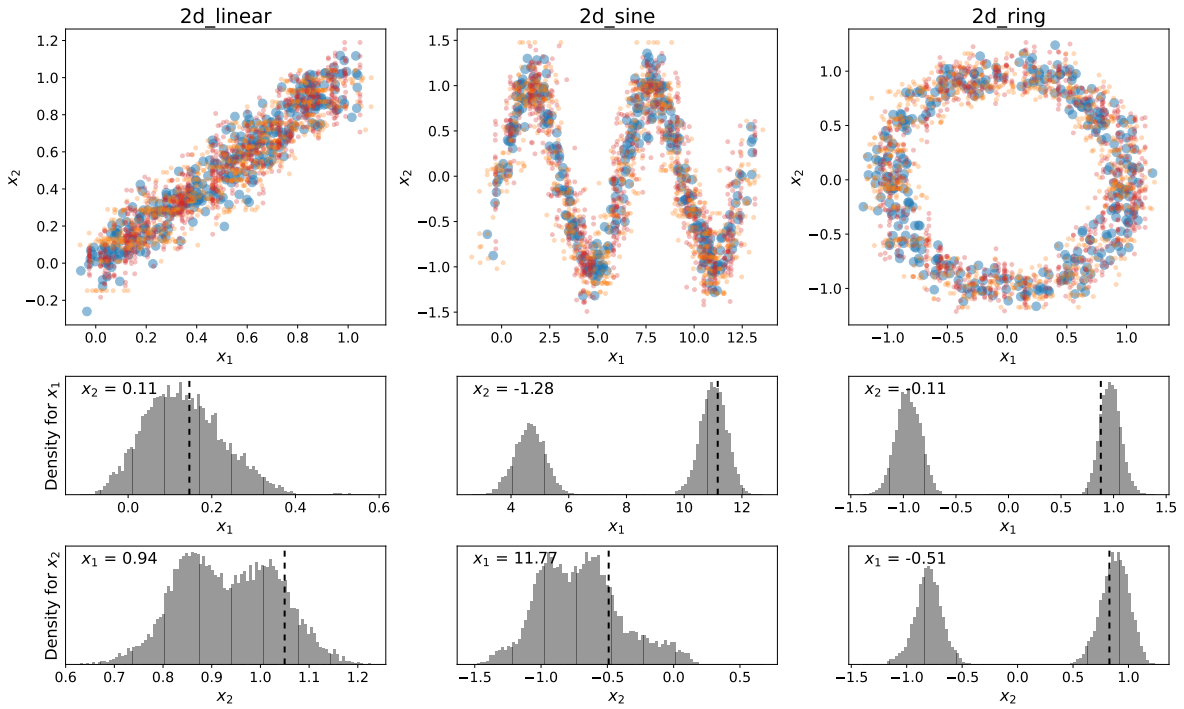 2d_linear 2d_sine 2d_ring
1.2 1.0 0.8 0.6 0.4 0.2 0.0 −0.2
x₂
0.0 0.2 0.4 0.6 0.8 1.0
x₁
1.5 1.0 0.5 0.0 −0.5 −1.0 −1.5
x₂
0.0 2.5 5.0 7.5 10.0 12.5
x₁
1.0 0.5 0.0 −0.5 −1.0
x₂
−1.0 −0.5 0.0 0.5 1.0
x₁
Density for x₁
x₂ = 0.11
0.0 0.2 0.4 0.6
x₁
x₂ = -1.28
4 6 8 10 12
x₁
x₂ = -0.11
−1.5 −1.0 −0.5 0.0 0.5 1.0 1.5
x₁
Density for x₂
x₁ = 0.94
0.6 0.7 0.8 0.9 1.0 1.1 1.2
x₂
x₁ = 11.77
−1.5 −1.0 −0.5 0.0 0.5
x₂
x₁ = -0.51
−1.5 −1.0 −0.5 0.0 0.5 1.0
x₂